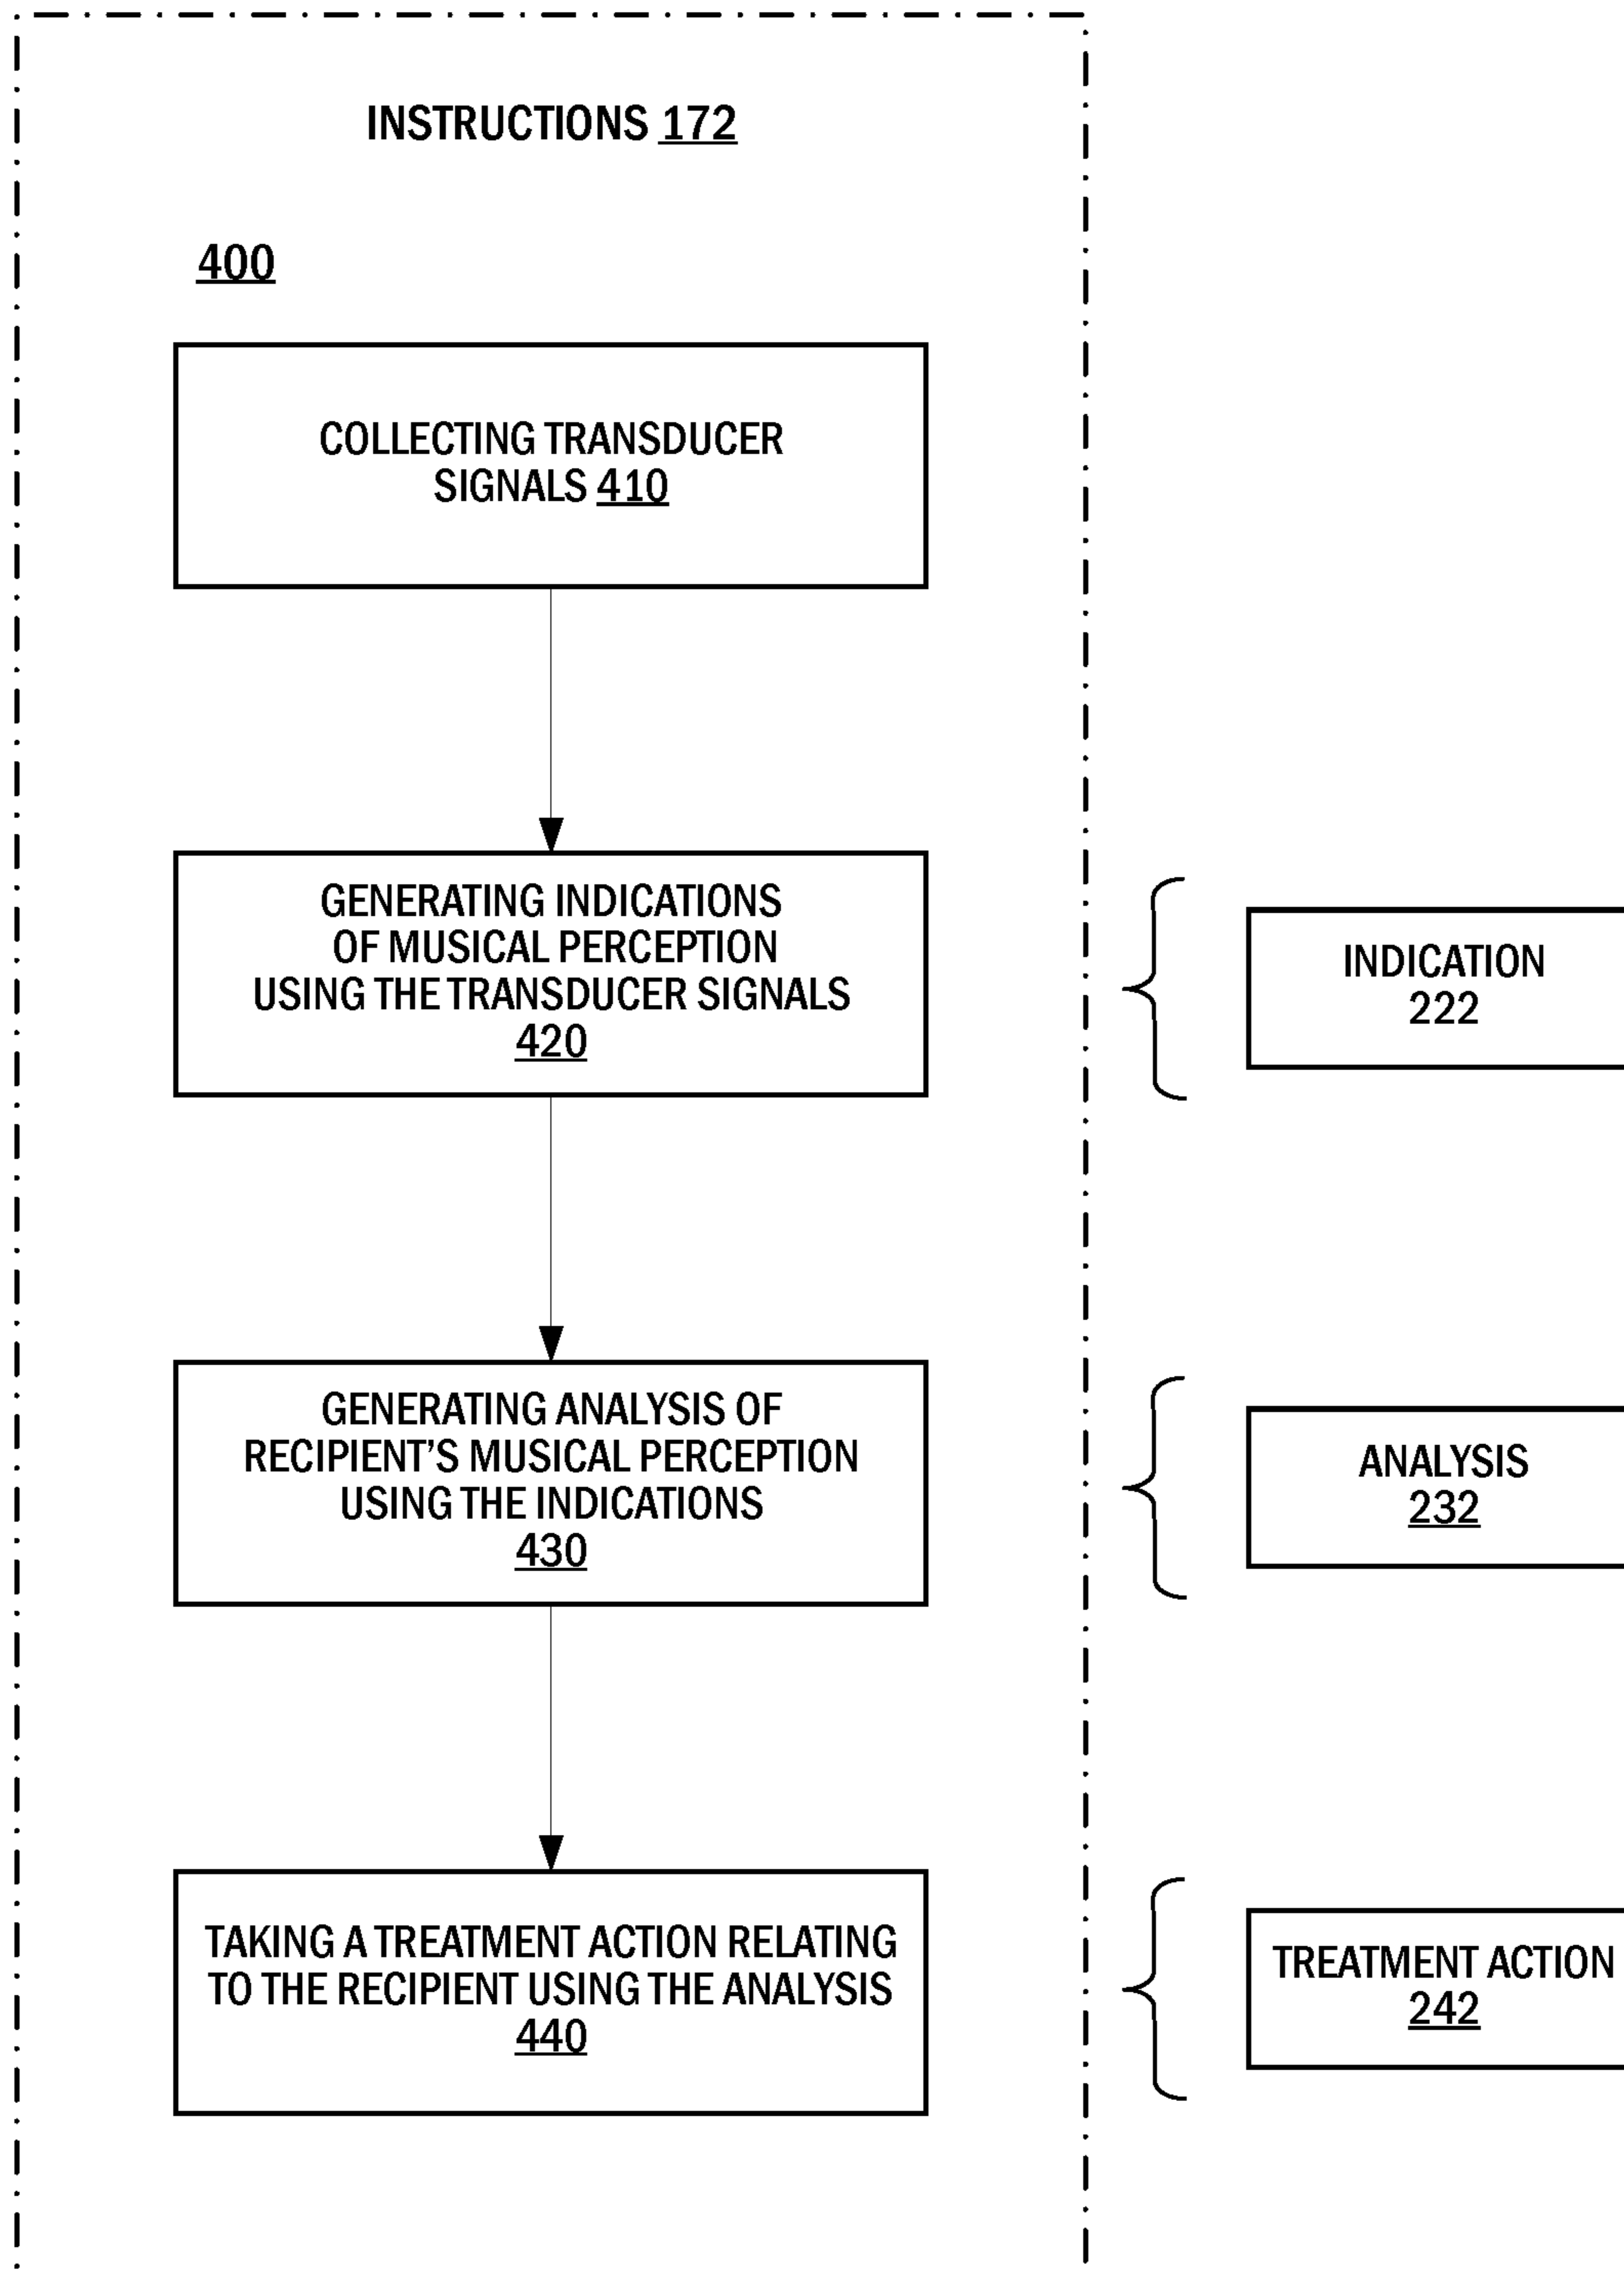 INSTRUCTIONS 172
400
COLLECTING TRANSDUCER
SIGNALS 410
GENERATING INDICATIONS
OF MUSICAL PERCEPTION
USING THE TRANSDUCER SIGNALS
420
INDICATION
222
GENERATING ANALYSIS OF
RECIPIENT’S MUSICAL PERCEPTION
USING THE INDICATIONS
430
ANALYSIS
232
TAKING A TREATMENT ACTION RELATING
TO THE RECIPIENT USING THE ANALYSIS
440
TREATMENT ACTION
242